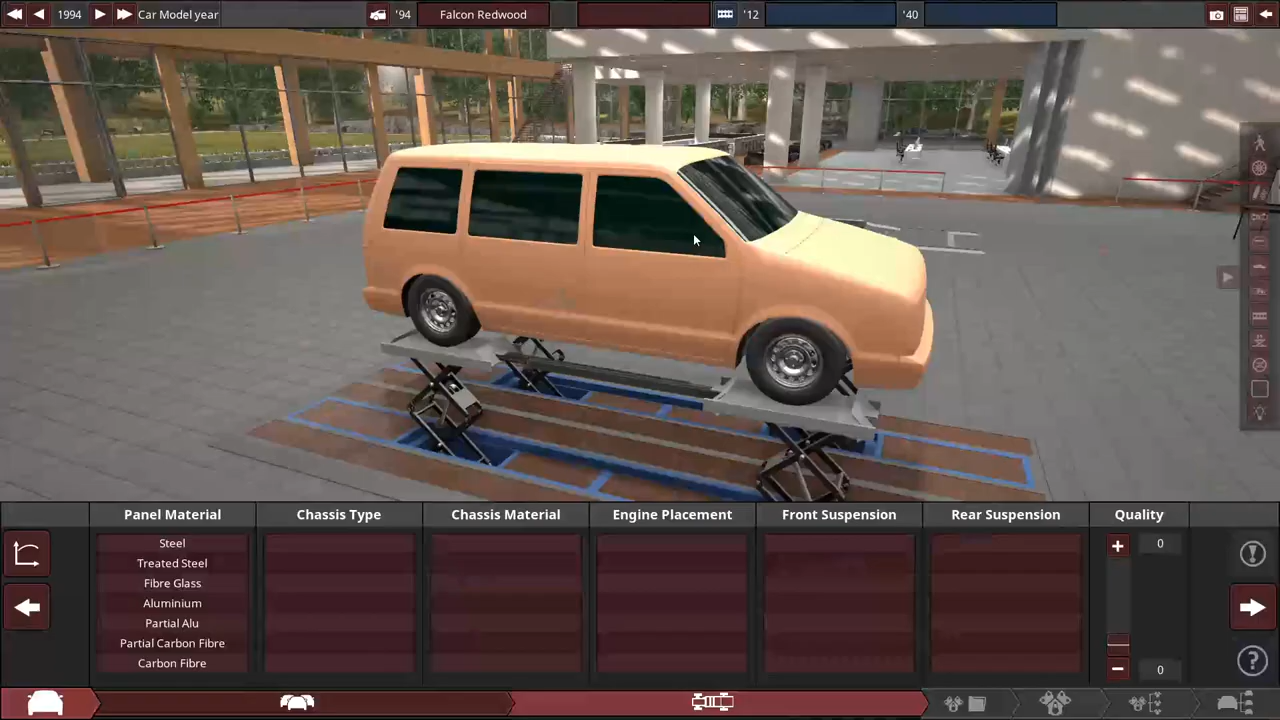 1994 Car Model year '94 Falcon Redwood '12 '40
Panel Material Chassis Type Chassis Material Engine Placement Front Suspension Rear Suspension Quality
Steel
Treated Steel
Fibre Glass
Aluminium
Partial Alu
Partial Carbon Fibre
Carbon Fibre
+ 0
- 0